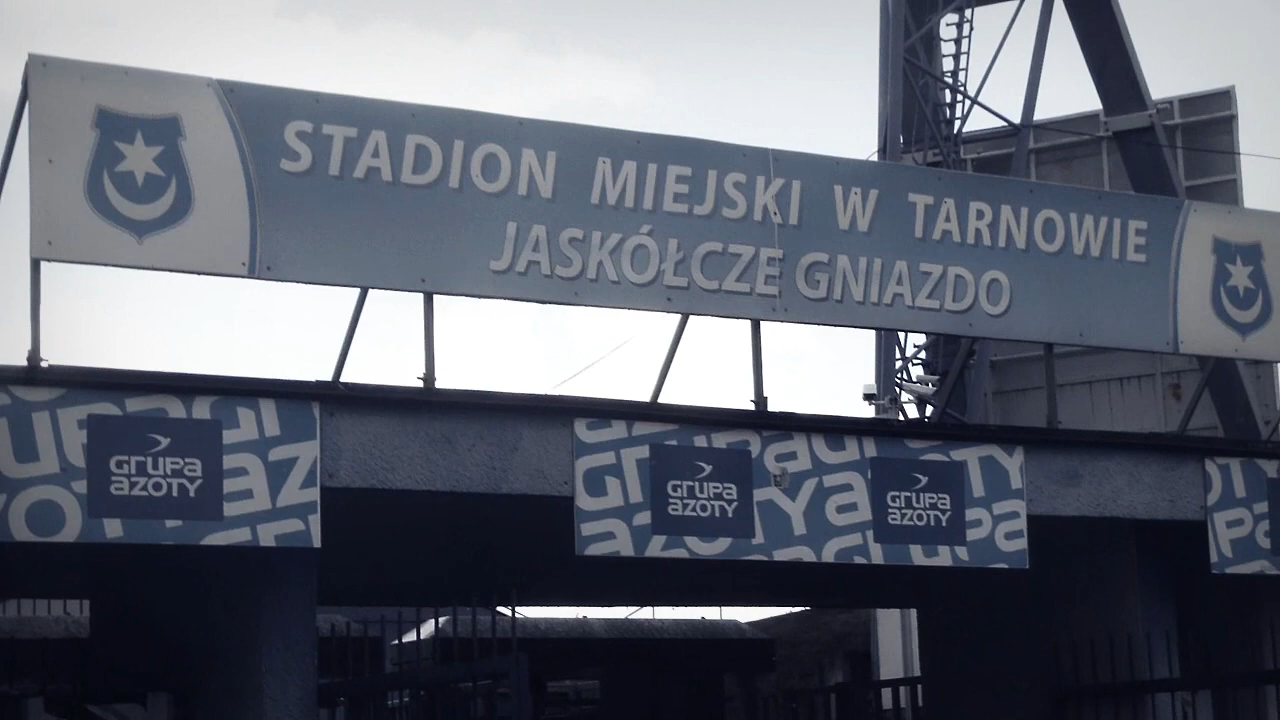 STADION MIEJSKI W TARNOWIE
JASKÓŁCZE GNIAZDO
GRUPA
AZOTY
GRUPA
AZOTY
GRUPA
AZOTY